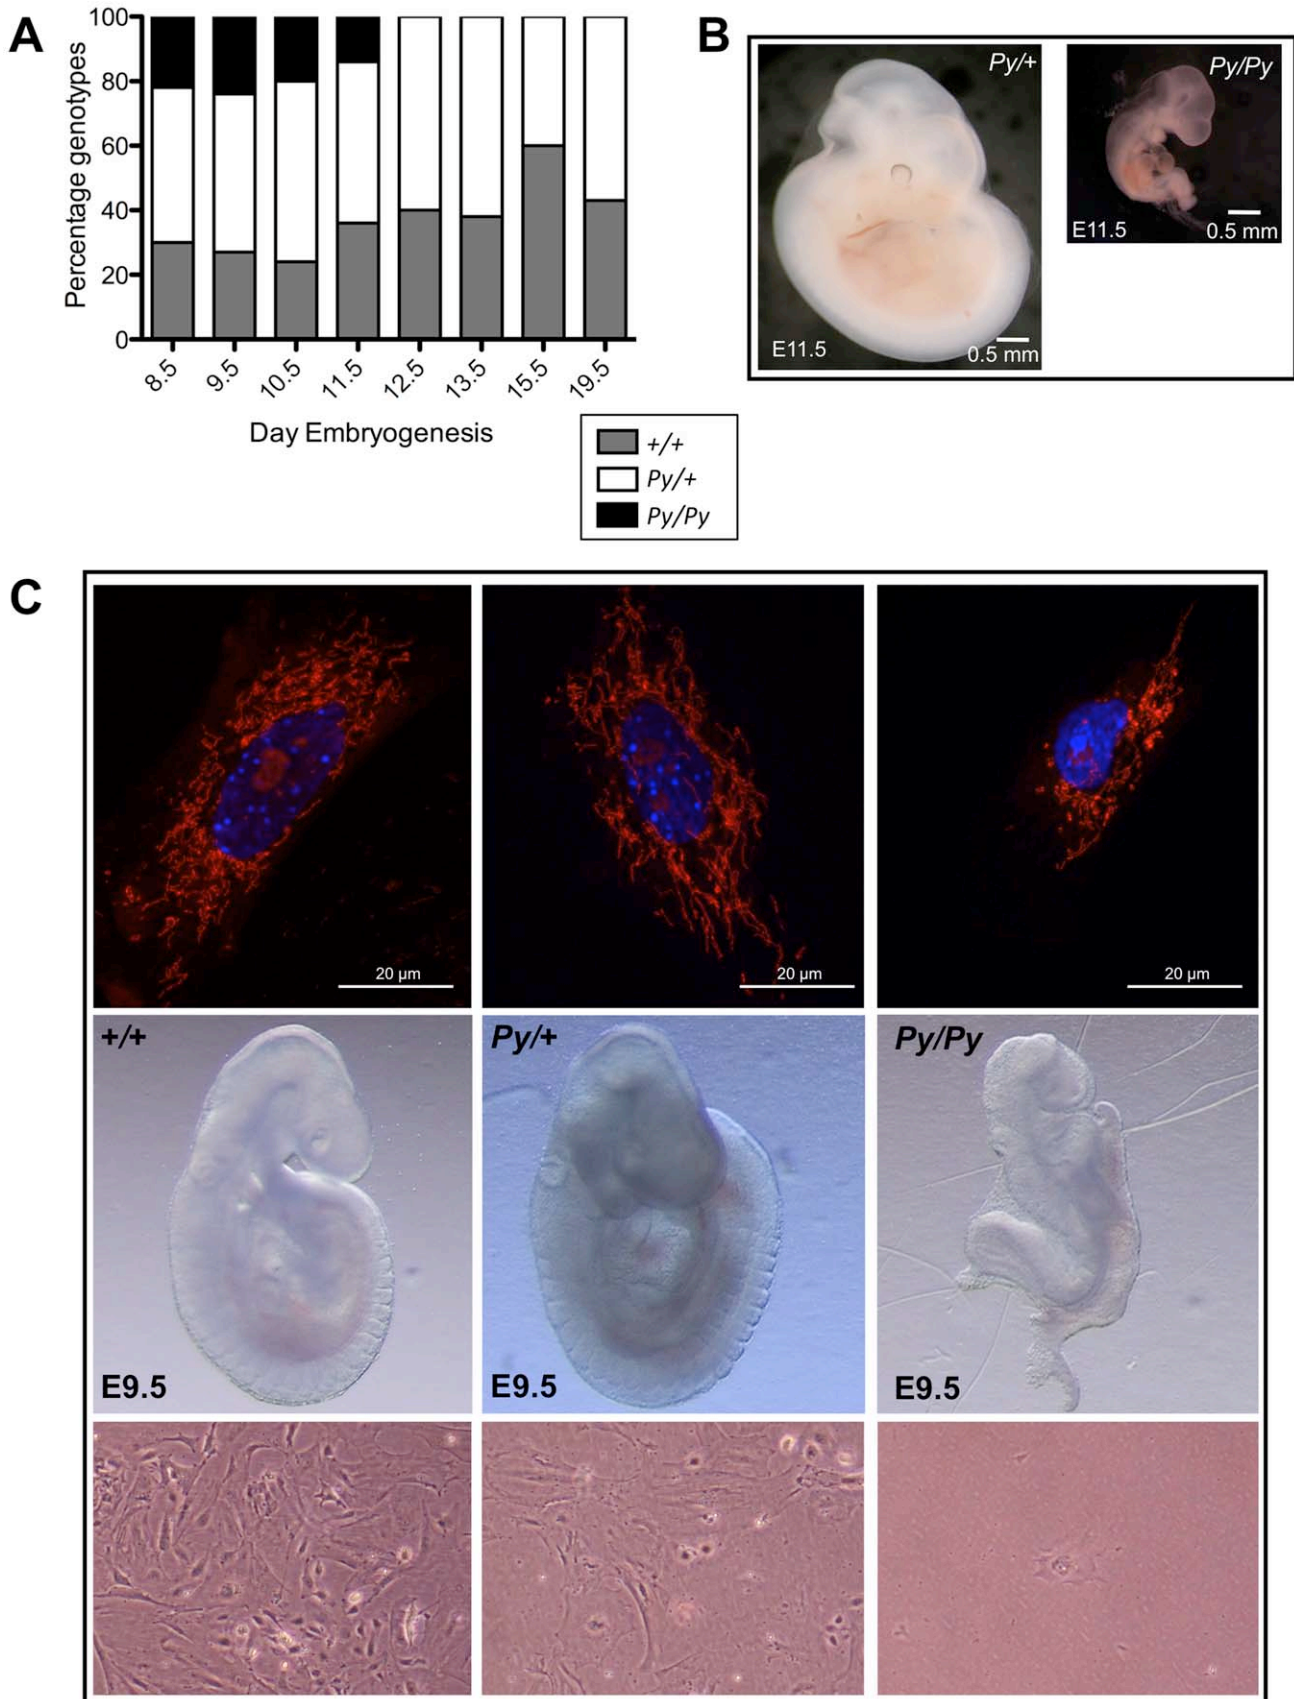 A
Percentage genotypes
100
80
60
40
20
0
8.5
9.5
10.5
11.5
12.5
13.5
15.5
19.5
Day Embryogenesis
+/+
Py/+
Py/Py
B
Py/+
E11.5
0.5 mm
Py/Py
E11.5
0.5 mm
C
20 µm
20 µm
20 µm
+/+
Py/+
Py/Py
E9.5
E9.5
E9.5